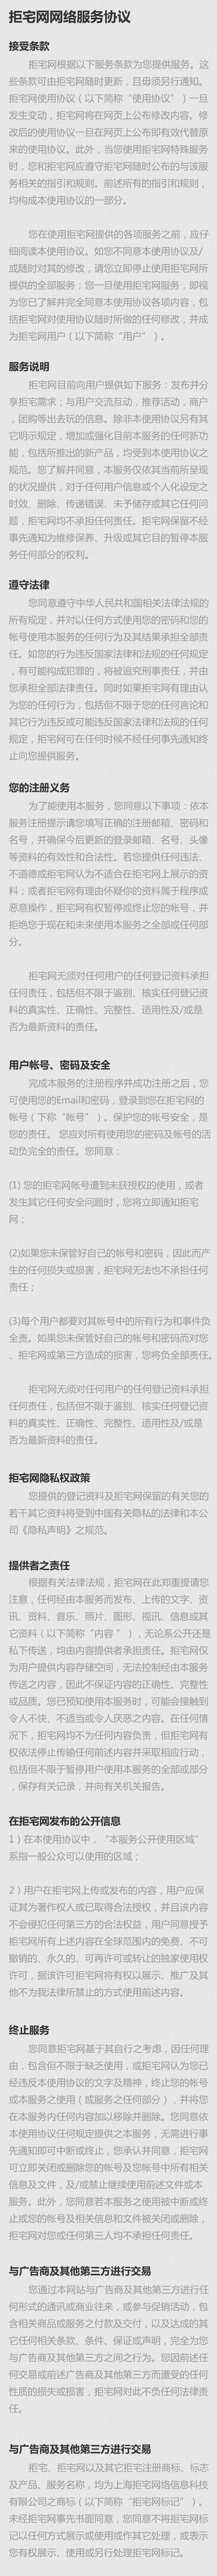 拒宅网网络服务协议
接受条款
拒宅网根据以下服务条款为您提供服务。这
些条款可由拒宅网随时更新，且毋须另行通知。
拒宅网使用协议（以下简称“使用协议”）一旦
发生变动，拒宅网将在网页上公布修改内容。修
改后的使用协议一旦在网页上公布即有效代替原
来的使用协议。此外，当您使用拒宅网特殊服务
时，您和拒宅网应遵守拒宅网随时公布的与该服
务相关的指引和规则。前述所有的指引和规则，
均构成本使用协议的一部分。
您在使用拒宅网提供的各项服务之前，应仔
细阅读本使用协议。如您不同意本使用协议及/
或随时对其的修改，请您立即停止使用拒宅网所
提供的全部服务；您一旦使用拒宅网服务，即视
为您已了解并完全同意本使用协议各项内容，包
括拒宅网对使用协议随时所做的任何修改，并成
为拒宅网用户（以下简称“用户”）。
服务说明
拒宅网目前向用户提供如下服务：发布并分
享拒宅需求；与用户交流互动，推荐活动，商户
，团购等出去玩的信息。除非本使用协议另有其
它明示规定，增加或强化目前本服务的任何新功
能，包括所推出的新产品，均受到本使用协议之
规范。您了解并同意，本服务仅依其当前所呈现
的状况提供，对于任何用户信息或个人化设定之
时效、删除、传递错误、未予储存或其它任何问
题，拒宅网均不承担任何责任。拒宅网保留不经
事先通知为维修保养、升级或其它目的暂停本服
务任何部分的权利。
遵守法律
您同意遵守中华人民共和国相关法律法规的
所有规定，并对以任何方式使用您的密码和您的
帐号使用本服务的任何行为及其结果承担全部责
任。如您的行为违反国家法律和法规的任何规定
，有可能构成犯罪的，将被追究刑事责任，并由
您承担全部法律责任。同时如果拒宅网有理由认
为您的任何行为，包括但不限于您的任何言论和
其它行为违反或可能违反国家法律和法规的任何
规定，拒宅网可在任何时候不经任何事先通知终
止向您提供服务。
您的注册义务
为了能使用本服务，您同意以下事项：依本
服务注册提示请您填写正确的注册邮箱、密码和
名号，并确保今后更新的登录邮箱、名号、头像
等资料的有效性和合法性。若您提供任何违法、
不道德或拒宅网认为不适合在拒宅网上展示的资
料；或者拒宅网有理由怀疑你的资料属于程序或
恶意操作，拒宅网有权暂停或终止您的帐号，并
拒绝您于现在和未来使用本服务之全部或任何部
分。
拒宅网无须对任何用户的任何登记资料承担
任何责任，包括但不限于鉴别、核实任何登记资
料的真实性、正确性、完整性、适用性及/或是
否为最新资料的责任。
用户帐号、密码及安全
完成本服务的注册程序并成功注册之后，您
可使用您的Email和密码，登录到您在拒宅网的
帐号（下称“帐号”）。保护您的帐号安全，是
您的责任。 您应对所有使用您的密码及帐号的活
动负完全的责任。您同意：
(1) 您的拒宅网帐号遭到未获授权的使用，或者
发生其它任何安全问题时，您将立即通知拒宅
网；
(2)如果您未保管好自己的帐号和密码，因此而产
生的任何损失或损害，拒宅网无法也不承担任何
责任；
(3)每个用户都要对其帐号中的所有行为和事件负
全责。如果您未保管好自己的帐号和密码而对您
、拒宅网或第三方造成的损害，您将负全部责任。
拒宅网无须对任何用户的任何登记资料承担
任何责任，包括但不限于鉴别、核实任何登记资
料的真实性、正确性、完整性、适用性及/或是
否为最新资料的责任。
拒宅网隐私权政策
您提供的登记资料及拒宅网保留的有关您的
若干其它资料将受到中国有关隐私的法律和本公
司《隐私声明》之规范。
提供者之责任
根据有关法律法规，拒宅网在此郑重提请您
注意，任何经由本服务而发布、上传的文字、资
讯、资料、音乐、照片、图形、视讯、信息或其
它资料（以下简称“内容 ”），无论系公开还是
私下传送，均由内容提供者承担责任。拒宅网仅
为用户提供内容存储空间，无法控制经由本服务
传送之内容，因此不保证内容的正确性、完整性
或品质。您已预知使用本服务时，可能会接触到
令人不快、不适当或令人厌恶之内容。在任何情
况下，拒宅网均不为任何内容负责，但拒宅网有
权依法停止传输任何前述内容并采取相应行动，
包括但不限于暂停用户使用本服务的全部或部分
，保存有关记录，并向有关机关报告。
在拒宅网发布的公开信息
1）在本使用协议中，“本服务公开使用区域”
系指一般公众可以使用的区域；
2）用户在拒宅网上传或发布的内容，用户应保
证其为著作权人或已取得合法授权，并且该内容
不会侵犯任何第三方的合法权益，用户同意授予
拒宅网所有上述内容在全球范围内的免费、不可
撤销的、永久的、可再许可或转让的独家使用权
许可，据该许可拒宅网将有权以展示、推广及其
他不为我法律所禁止的方式使用前述内容。
终止服务
您同意拒宅网基于其自行之考虑，因任何理
由，包含但不限于缺乏使用，或拒宅网认为您已
经违反本使用协议的文字及精神，终止您的帐号
或本服务之使用（或服务之任何部分），并将您
在本服务内任何内容加以移除并删除。您同意依
本使用协议任何规定提供之本服务，无需进行事
先通知即可中断或终止，您承认并同意，拒宅网
可立即关闭或删除您的帐号及您帐号中所有相关
信息及文件，及/或禁止继续使用前述文件或本
服务。此外，您同意若本服务之使用被中断或终
止或您的帐号及相关信息和文件被关闭或删除，
拒宅网对您或任何第三人均不承担任何责任。
与广告商及其他第三方进行交易
您通过本网站与广告商及其他第三方进行任
何形式的通讯或商业往来，或参与促销活动，包
含相关商品或服务之付款及交付，以及达成的其
它任何相关条款、条件、保证或声明，完全为您
与广告商及其他第三方之间之行为。您因前述任
何交易或前述广告商及其他第三方而遭受的任何
性质的损失或损害，拒宅网对此不负任何法律责
任。
与广告商及其他第三方进行交易
拒宅、拒宅网以及其它拒宅注册商标、标志
及产品、服务名称，均为上海拒宅网络信息科技
有限公司之商标（以下简称“拒宅网标记”）。
未经拒宅网事先书面同意，您同意不将拒宅网标
记以任何方式展示或使用或作其它处理，或表示
您有权展示、使用或另行处理拒宅网标记。